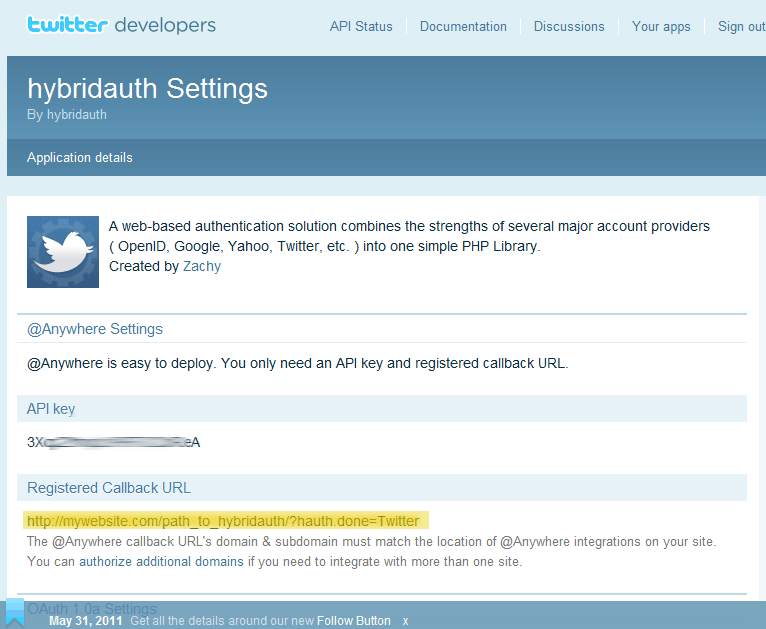 twitter developers
API Status Documentation Discussions Your apps Sign out
hybridauth Settings
By hybridauth
Application details
A web-based authentication solution combines the strengths of several major account providers
( OpenID, Google, Yahoo, Twitter, etc. ) into one simple PHP Library.
Created by Zachy
@Anywhere Settings
@Anywhere is easy to deploy. You only need an API key and registered callback URL.
API key
3X eA
Registered Callback URL
http://mywebsite.com/path_to_hybridauth/?hauth.done=Twitter
The @Anywhere callback URL's domain & subdomain must match the location of @Anywhere integrations on your site.
You can authorize additional domains if you need to integrate with more than one site.
OAuth 1.0a Settings
May 31, 2011 Get all the details around our new Follow Button x